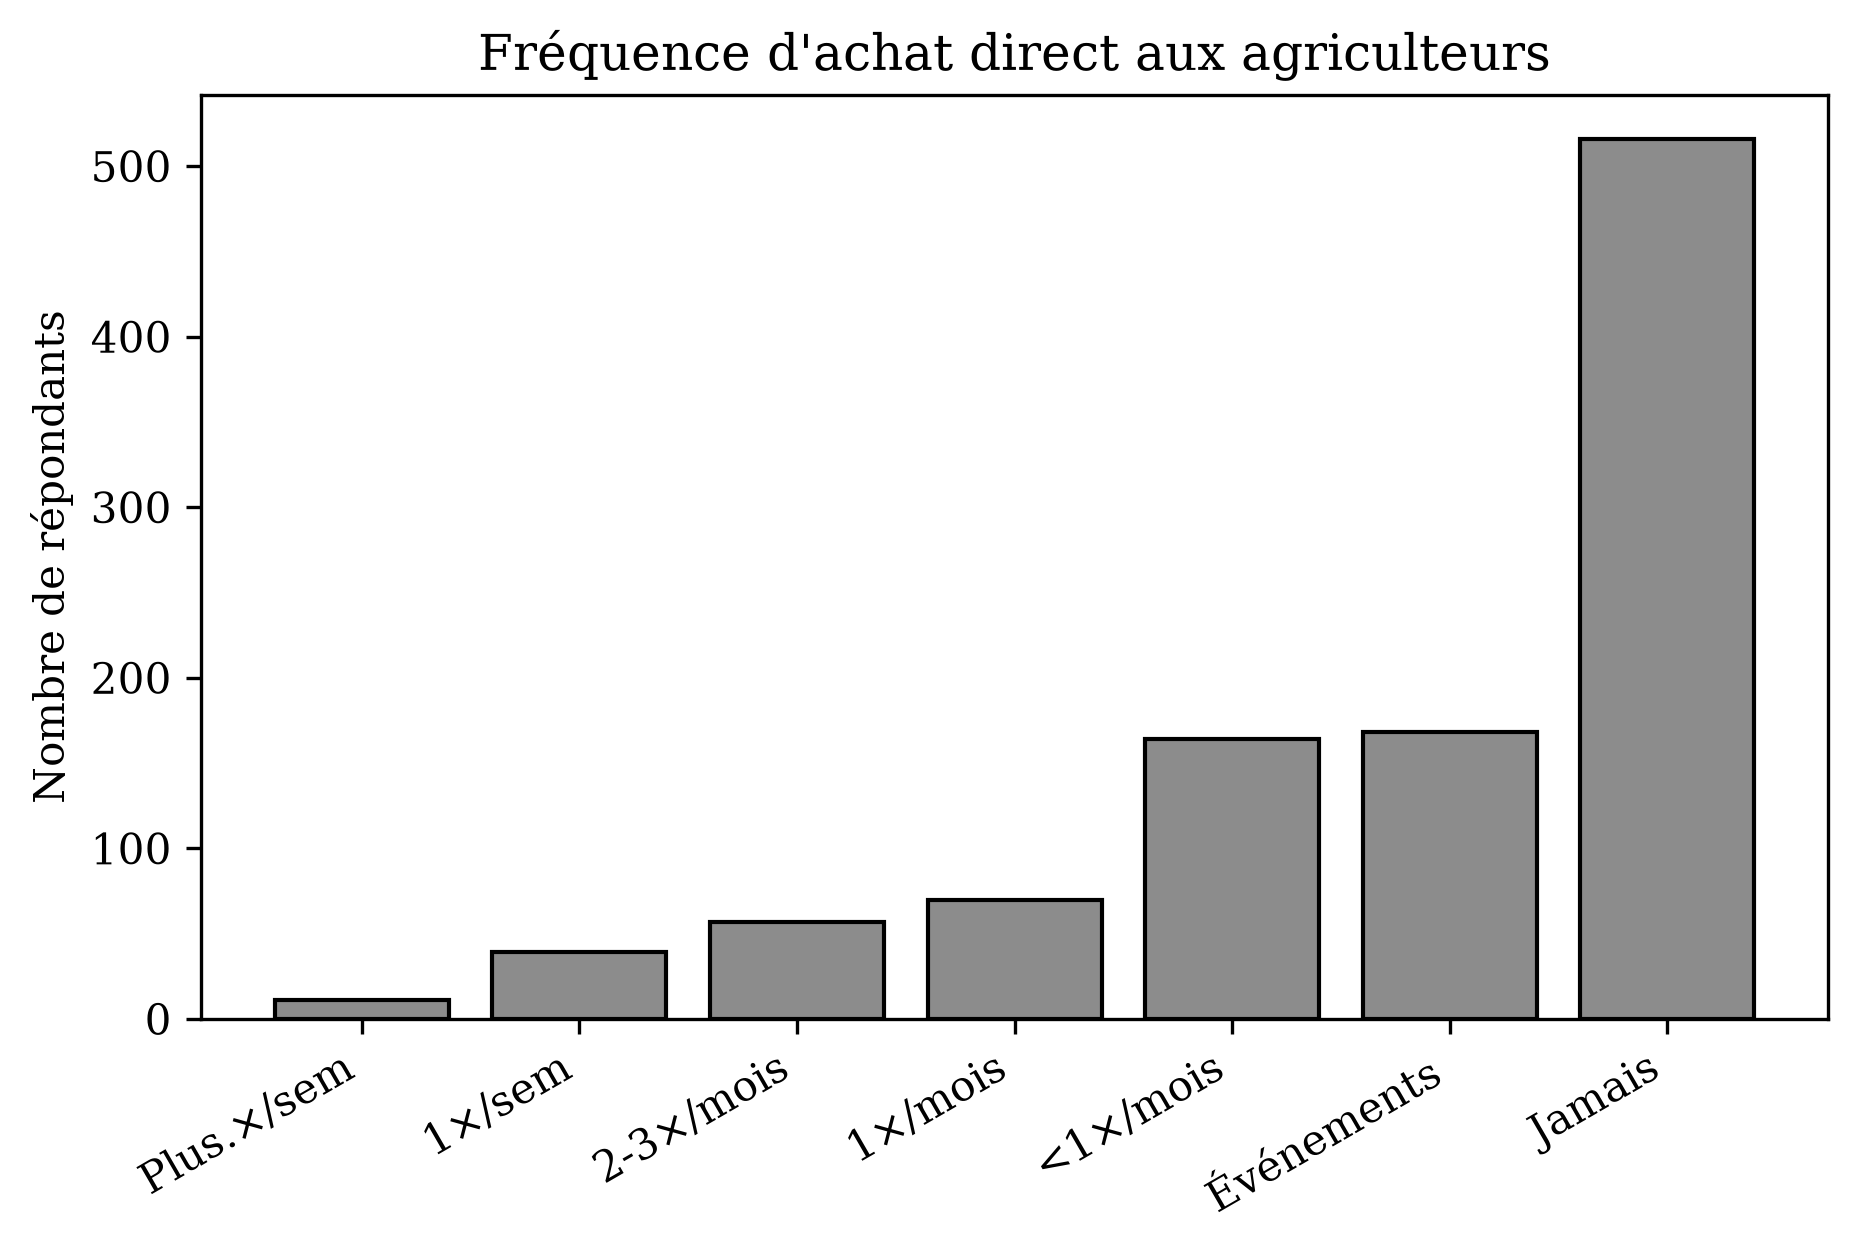 Fréquence d'achat direct aux agriculteurs
Nombre de répondants
500
400
300
200
100
0
Plus.×/sem
1×/sem
2-3×/mois
1×/mois
<1×/mois
Événements
Jamais